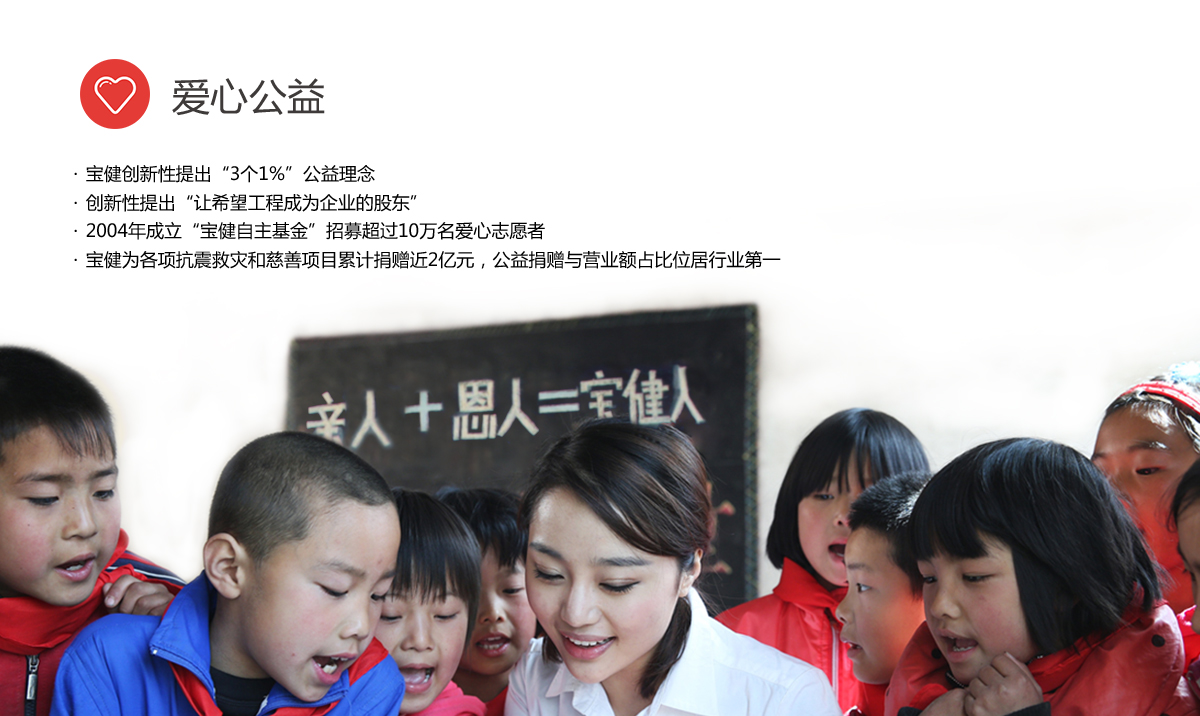 爱心公益
· 宝健创新性提出“3个1%”公益理念
· 创新性提出“让希望工程成为企业的股东”
· 2004年成立“宝健自主基金”招募超过10万名爱心志愿者
· 宝健为各项抗震救灾和慈善项目累计捐赠近2亿元，公益捐赠与营业额占比位居行业第一
亲人＋恩人＝宝健人